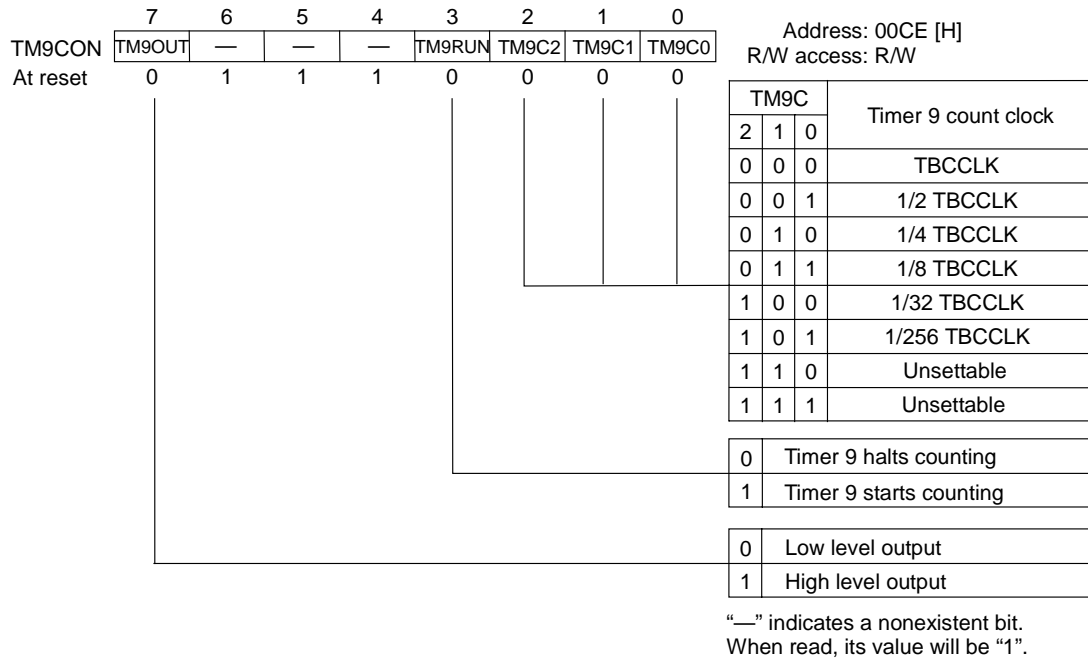 7 6 5 4 3 2 1 0
TM9CON TM9OUT — — — TM9RUN TM9C2 TM9C1 TM9C0
At reset 0 1 1 1 0 0 0 0
Address: 00CE [H]
R/W access: R/W
TM9C Timer 9 count clock
2 1 0
0 0 0 TBCCLK
0 0 1 1/2 TBCCLK
0 1 0 1/4 TBCCLK
0 1 1 1/8 TBCCLK
1 0 0 1/32 TBCCLK
1 0 1 1/256 TBCCLK
1 1 0 Unsettable
1 1 1 Unsettable
0 Timer 9 halts counting
1 Timer 9 starts counting
0 Low level output
1 High level output
“—” indicates a nonexistent bit.
When read, its value will be “1”.